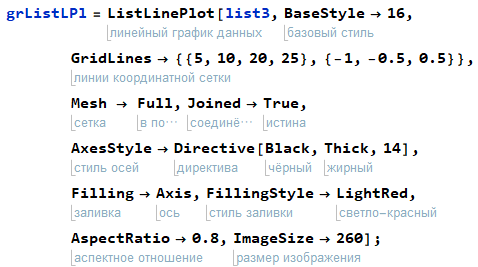 grListLPl = ListLinePlot[list3, BaseStyle → 16,
линейный график данных базовый стиль
GridLines → {{5, 10, 20, 25}, {-1, -0.5, 0.5}},
линии координатной сетки
Mesh → Full, Joined → True,
сетка в по⋯ соединё⋯ истина
AxesStyle → Directive[Black, Thick, 14],
стиль осей директива чёрный жирный
Filling → Axis, FillingStyle → LightRed,
заливка ось стиль заливки светло-красный
AspectRatio → 0.8, ImageSize → 260];
аспектное отношение размер изображения